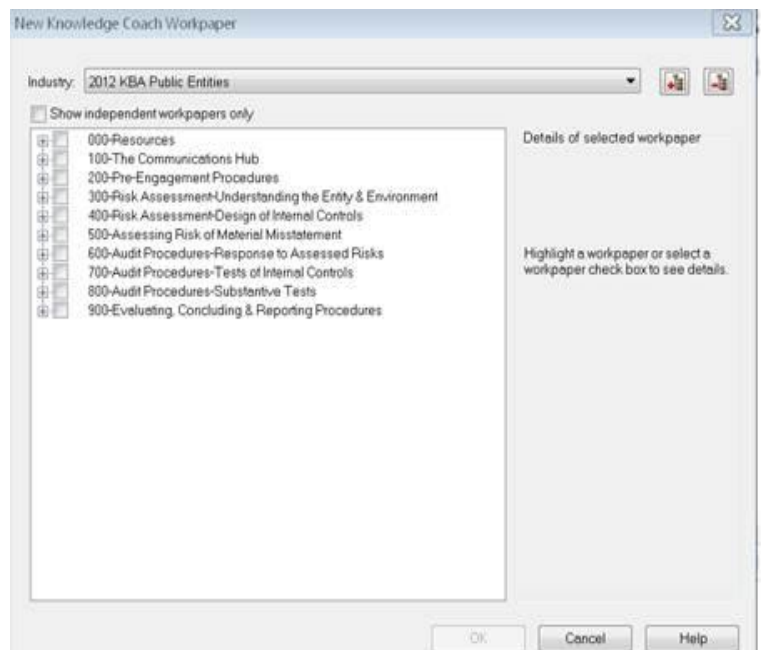 New Knowledge Coach Workpaper
Industry: 2012 KBA Public Entities
Show independent workpapers only
000-Resources
100-The Communications Hub
200-Pre-Engagement Procedures
300-Risk Assessment-Understanding the Entity & Environment
400-Risk Assessment-Design of Internal Controls
500-Assessing Risk of Material Misstatement
600-Audit Procedures-Response to Assessed Risks
700-Audit Procedures-Tests of Internal Controls
800-Audit Procedures-Substantive Tests
900-Evaluating, Concluding & Reporting Procedures
Details of selected workpaper
Highlight a workpaper or select a
workpaper check box to see details.
OK Cancel Help